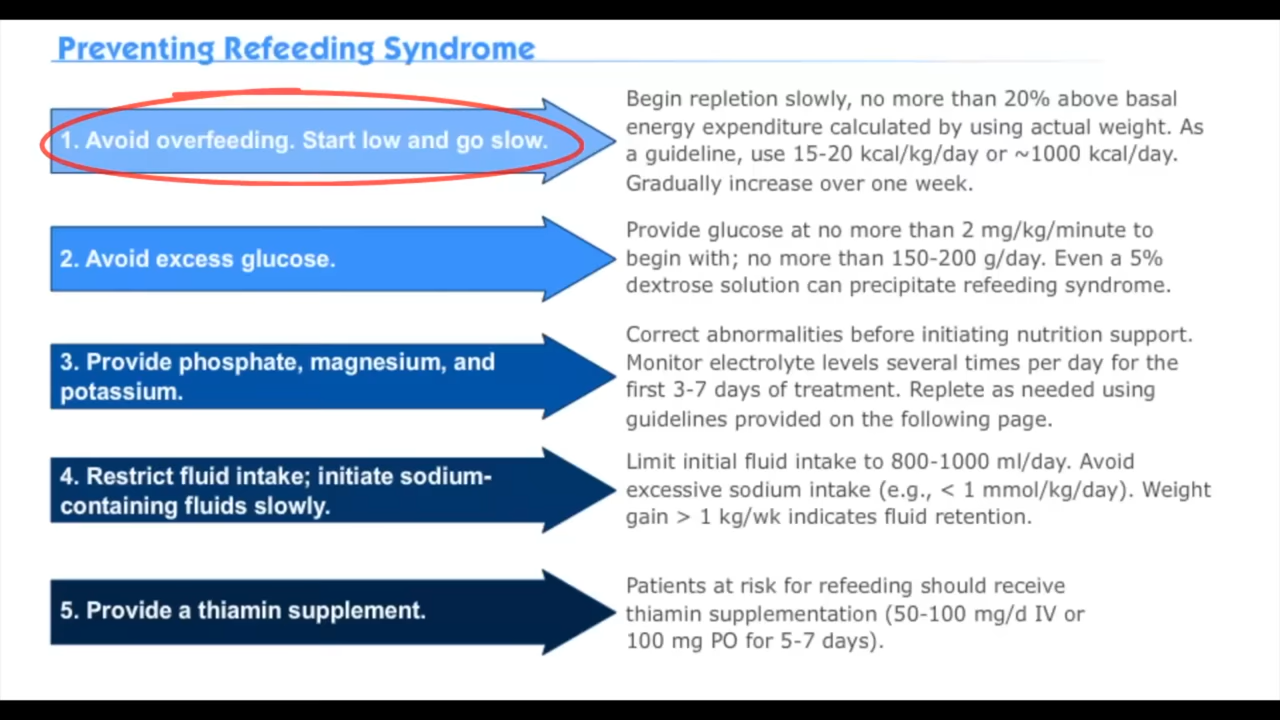 Preventing Refeeding Syndrome
1. Avoid overfeeding. Start low and go slow.
Begin repletion slowly, no more than 20% above basal
energy expenditure calculated by using actual weight. As
a guideline, use 15-20 kcal/kg/day or ~1000 kcal/day.
Gradually increase over one week.
2. Avoid excess glucose.
Provide glucose at no more than 2 mg/kg/minute to
begin with; no more than 150-200 g/day. Even a 5%
dextrose solution can precipitate refeeding syndrome.
3. Provide phosphate, magnesium, and
potassium.
Correct abnormalities before initiating nutrition support.
Monitor electrolyte levels several times per day for the
first 3-7 days of treatment. Replete as needed using
guidelines provided on the following page.
4. Restrict fluid intake; initiate sodium-
containing fluids slowly.
Limit initial fluid intake to 800-1000 ml/day. Avoid
excessive sodium intake (e.g., < 1 mmol/kg/day). Weight
gain > 1 kg/wk indicates fluid retention.
5. Provide a thiamin supplement.
Patients at risk for refeeding should receive
thiamin supplementation (50-100 mg/d IV or
100 mg PO for 5-7 days).